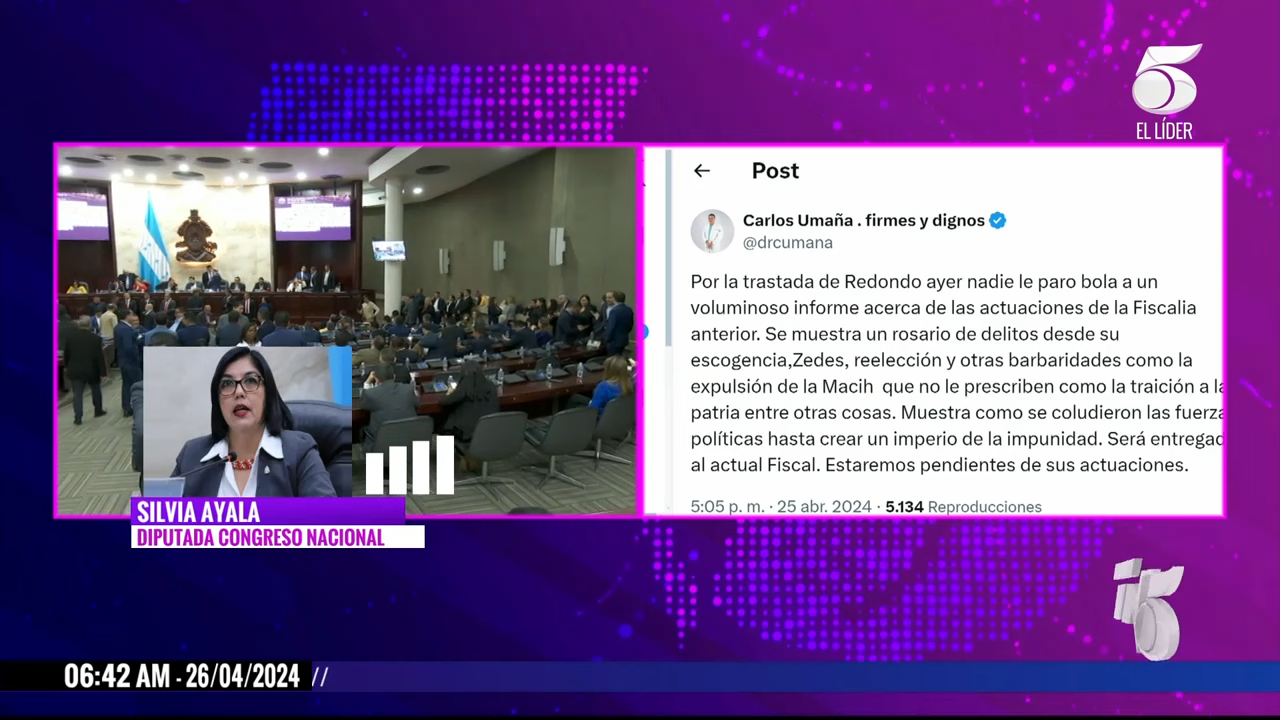 5
EL LÍDER
Post
Carlos Umaña . firmes y dignos
@drcumana
Por la trastada de Redondo ayer nadie le paro bola a un
voluminoso informe acerca de las actuaciones de la Fiscalia
anterior. Se muestra un rosario de delitos desde su
escogencia,Zedes, reelección y otras barbaridades como la
expulsión de la Macih que no le prescriben como la traición a la
patria entre otras cosas. Muestra como se coludieron las fuerza
políticas hasta crear un imperio de la impunidad. Será entregad
al actual Fiscal. Estaremos pendientes de sus actuaciones.
5:05 p. m. · 25 abr. 2024 · 5.134 Reproducciones
SILVIA AYALA
DIPUTADA CONGRESO NACIONAL
06:42 AM - 26/04/2024 //